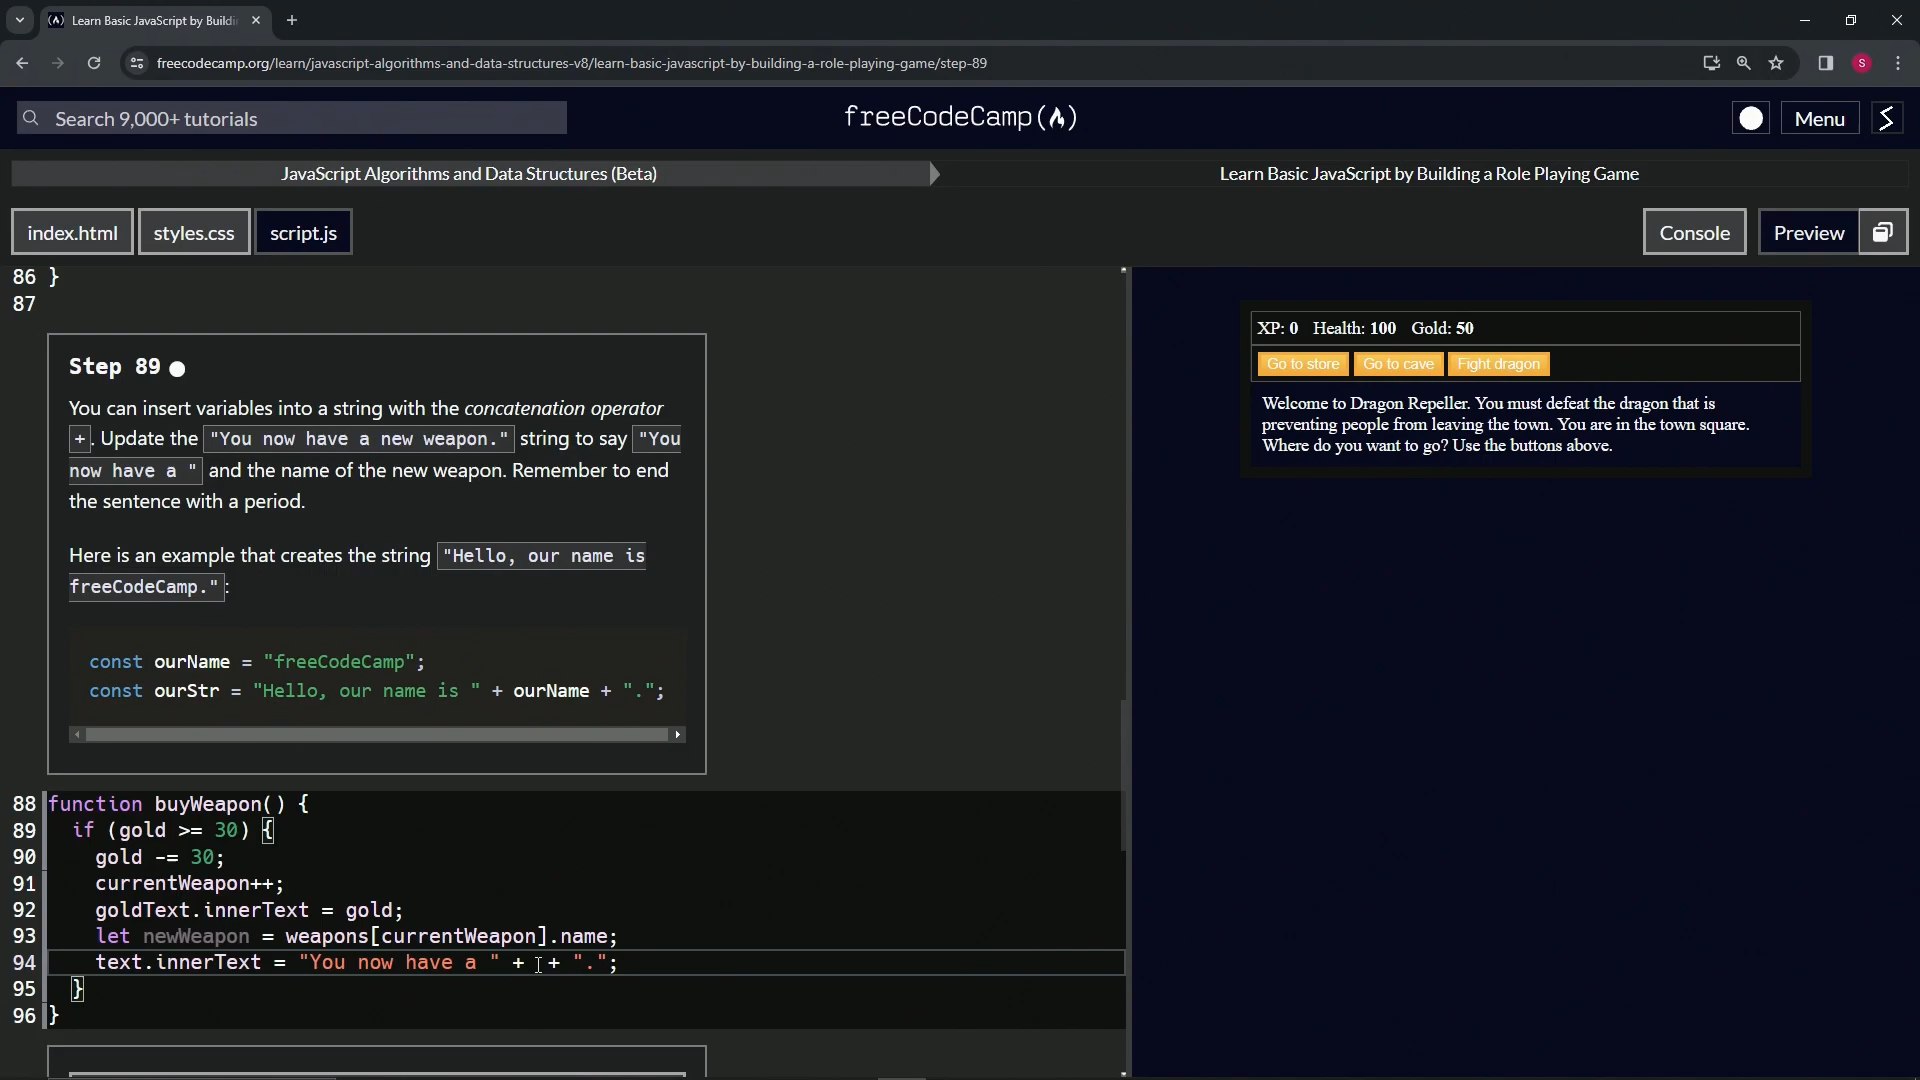 Learn Basic JavaScript by Buildi
freecodecamp.org/learn/javascript-algorithms-and-data-structures-v8/learn-basic-javascript-by-building-a-role-playing-game/step-89
S
Search 9,000+ tutorials
freeCodeCamp
Menu
JavaScript Algorithms and Data Structures (Beta)
Learn Basic JavaScript by Building a Role Playing Game
index.html styles.css script.js
Console Preview
86 }
87
Step 89
You can insert variables into a string with the concatenation operator
+. Update the "You now have a new weapon." string to say "You
now have a " and the name of the new weapon. Remember to end
the sentence with a period.
Here is an example that creates the string "Hello, our name is
freeCodeCamp.":
const ourName = "freeCodeCamp";
const ourStr = "Hello, our name is " + ourName + ".";
88 function buyWeapon() {
89 if (gold >= 30) {
90 gold -= 30;
91 currentWeapon++;
92 goldText.innerText = gold;
93 let newWeapon = weapons[currentWeapon].name;
94 text.innerText = "You now have a " + + ".";
95 }
96 }
XP: 0 Health: 100 Gold: 50
Go to store Go to cave Fight dragon
Welcome to Dragon Repeller. You must defeat the dragon that is
preventing people from leaving the town. You are in the town square.
Where do you want to go? Use the buttons above.